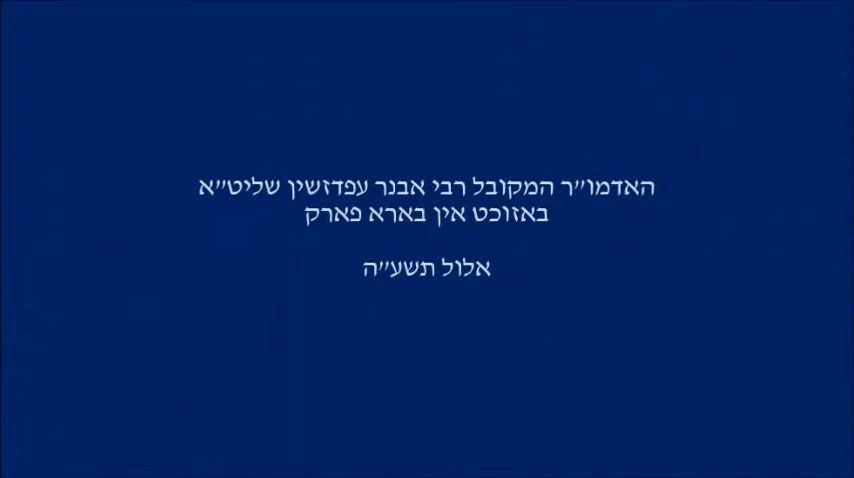 האדמו״ר המקובל רבי אבנר עפדזשין שליט״א
באזוכט אין בארא פארק
אלול תשע״ה